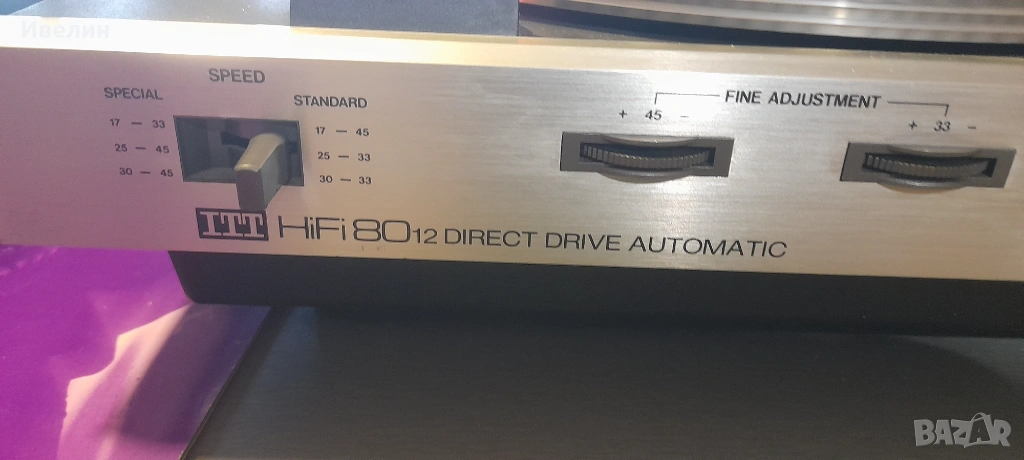 Ивелин
SPEED
SPECIAL
STANDARD
17 — 33
25 — 45
30 — 45
17 — 45
25 — 33
30 — 33
FINE ADJUSTMENT
+ 45 −
+ 33 −
ITT HiFi 8012 DIRECT DRIVE AUTOMATIC
BAZAR